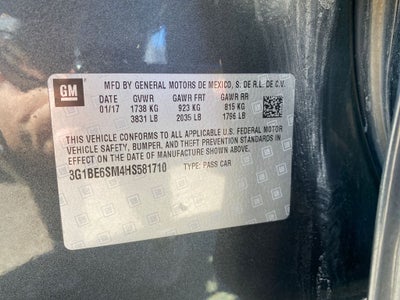 GM
MFD BY GENERAL MOTORS DE MEXICO, S. DE R.L. DE C.V.
DATE GVWR GAWR FRT GAWR RR
01/17 1738 KG 923 KG 815 KG
3831 LB 2035 LB 1796 LB
THIS VEHICLE CONFORMS TO ALL APPLICABLE U.S. FEDERAL MOTOR
VEHICLE SAFETY, BUMPER, AND THEFT PREVENTION STANDARDS IN
EFFECT ON THE DATE OF MANUFACTURE SHOWN ABOVE.
3G1BE6SM4HS581710 TYPE: PASS CAR